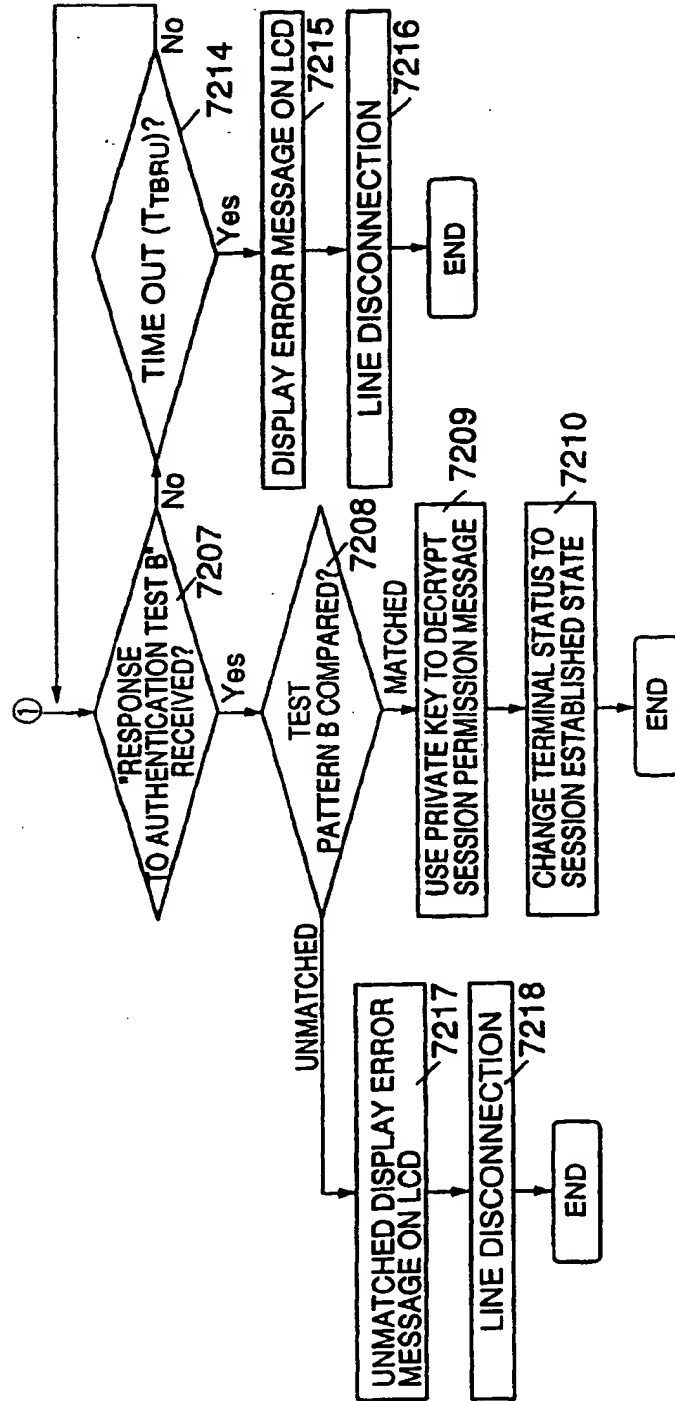 ①
"RESPONSE
TO AUTHENTICATION TEST B"
RECEIVED?
7207
No
Yes
TIME OUT (TTBRU)?
7214
No
Yes
DISPLAY ERROR MESSAGE ON LCD
7215
LINE DISCONNECTION
7216
END
TEST
PATTERN B COMPARED?
7208
MATCHED
UNMATCHED
USE PRIVATE KEY TO DECRYPT
SESSION PERMISSION MESSAGE
7209
CHANGE TERMINAL STATUS TO
SESSION ESTABLISHED STATE
7210
END
UNMATCHED DISPLAY ERROR
MESSAGE ON LCD
7217
LINE DISCONNECTION
7218
END